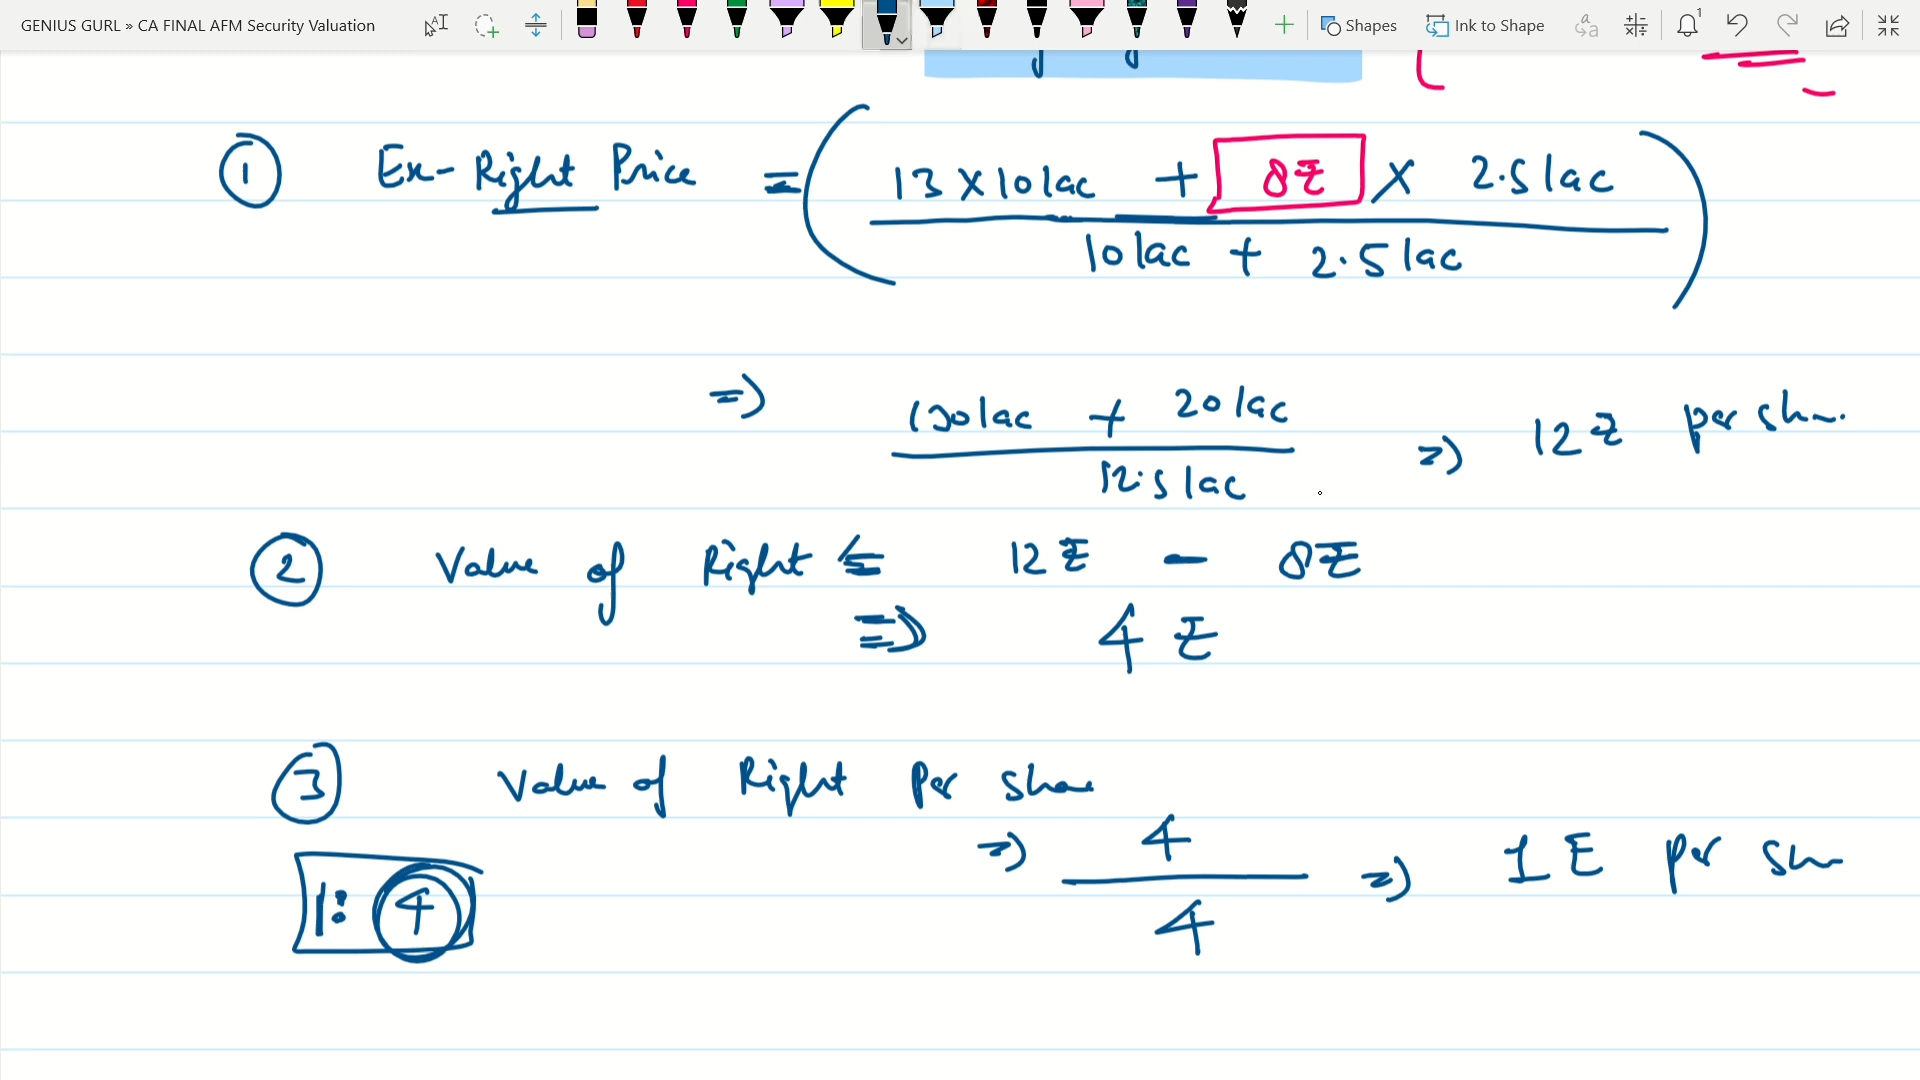 GENIUS GURL » CA FINAL AFM Security Valuation
Shapes
Ink to Shape
1
① Ex-Right Price = ( 13 x 10 lac + 8 Z x 2.5 lac
10 lac + 2.5 lac )
=> 130 lac + 20 lac
12.5 lac => 12 Z per sh.
② Value of Right = 12 Z - 8 Z
=> 4 Z
③ Value of Right Per Share
=> 4
4 => 1 E per sh
1:4